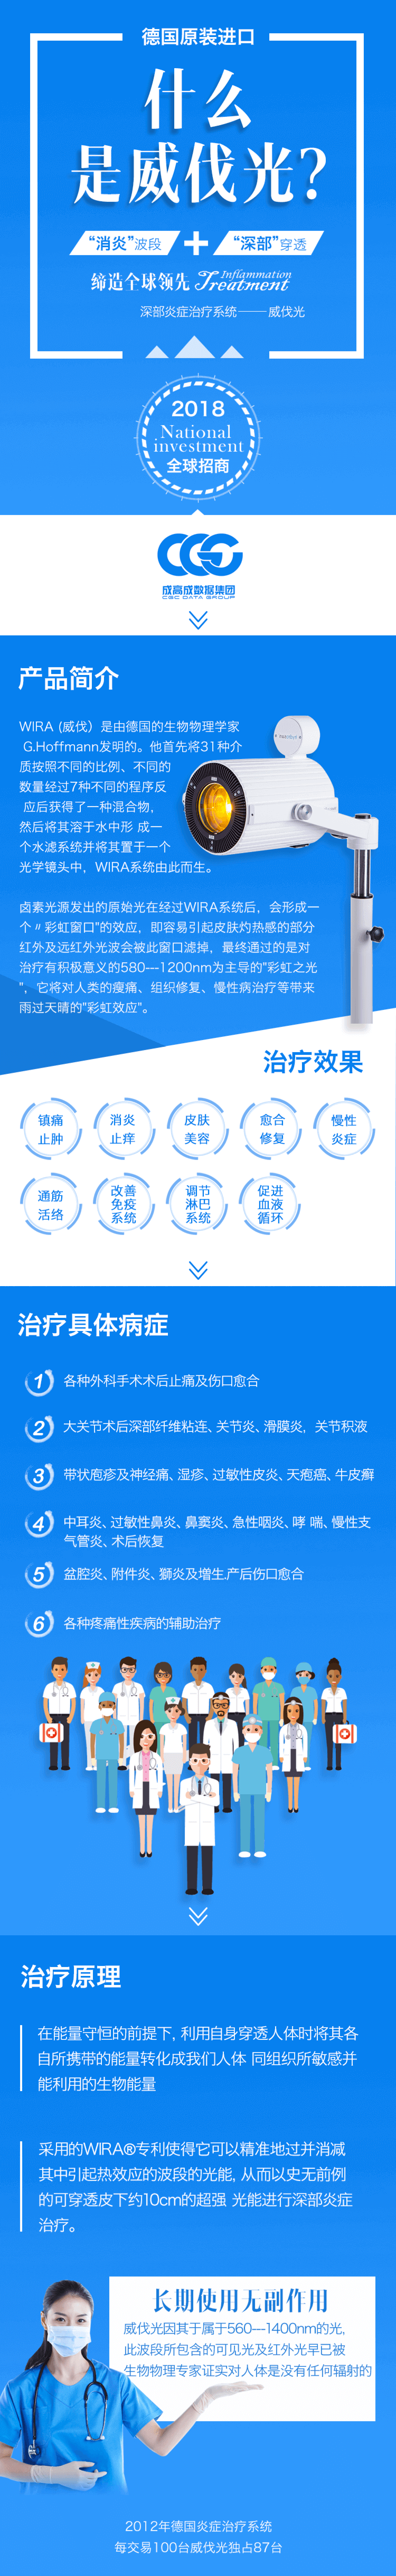 德国原装进口
什么
是威伐光?
“消炎”波段 + “深部”穿透
缔造全球领先 Inflammation Treatment
深部炎症治疗系统——威伐光
2018
National
investment
全球招商
成高成数据集团
CGC DATA GROUP
产品简介
WIRA (威伐）是由德国的生物物理学家
G.Hoffmann发明的。他首先将31种介
质按照不同的比例、不同的
数量经过7种不同的程序反
应后获得了一种混合物,
然后将其溶于水中形 成一
个水滤系统并将其置于一个
光学镜头中，WIRA系统由此而生。
卤素光源发出的原始光在经过WIRA系统后，会形成一
个〃彩虹窗口"的效应，即容易引起皮肤灼热感的部分
红外及远红外光波会被此窗口滤掉，最终通过的是对
治疗有积极意义的580---1200nm为主导的"彩虹之光
"，它将对人类的瘦痛、组织修复、慢性病治疗等带来
雨过天晴的"彩虹效应"。
治疗效果
镇痛
止肿
消炎
止痒
皮肤
美容
愈合
修复
慢性
炎症
通筋
活络
改善
免疫
系统
调节
淋巴
系统
促进
血液
循环
治疗具体病症
1 各种外科手术术后止痛及伤口愈合
2 大关节术后深部纤维粘连、关节炎、滑膜炎，关节积液
3 带状庖疹及神经痛、湿疹、过敏性皮炎、天疱癌、牛皮癣
4 中耳炎、过敏性鼻炎、鼻窦炎、急性咽炎、哮 喘、慢性支
气管炎、术后恢复
5 盆腔炎、附件炎、狮炎及增生.产后伤口愈合
6 各种疼痛性疾病的辅助治疗
治疗原理
在能量守恒的前提下, 利用自身穿透人体时将其各
自所携带的能量转化成我们人体 同组织所敏感并
能利用的生物能量
采用的WIRA®专利使得它可以精准地过并消减
其中引起热效应的波段的光能, 从而以史无前例
的可穿透皮下约10cm的超强 光能进行深部炎症
治疗。
长期使用无副作用
威伐光因其于属于560---1400nm的光,
此波段所包含的可见光及红外光早已被
生物物理专家证实对人体是没有任何辐射的
2012年德国炎症治疗系统
每交易100台威伐光独占87台